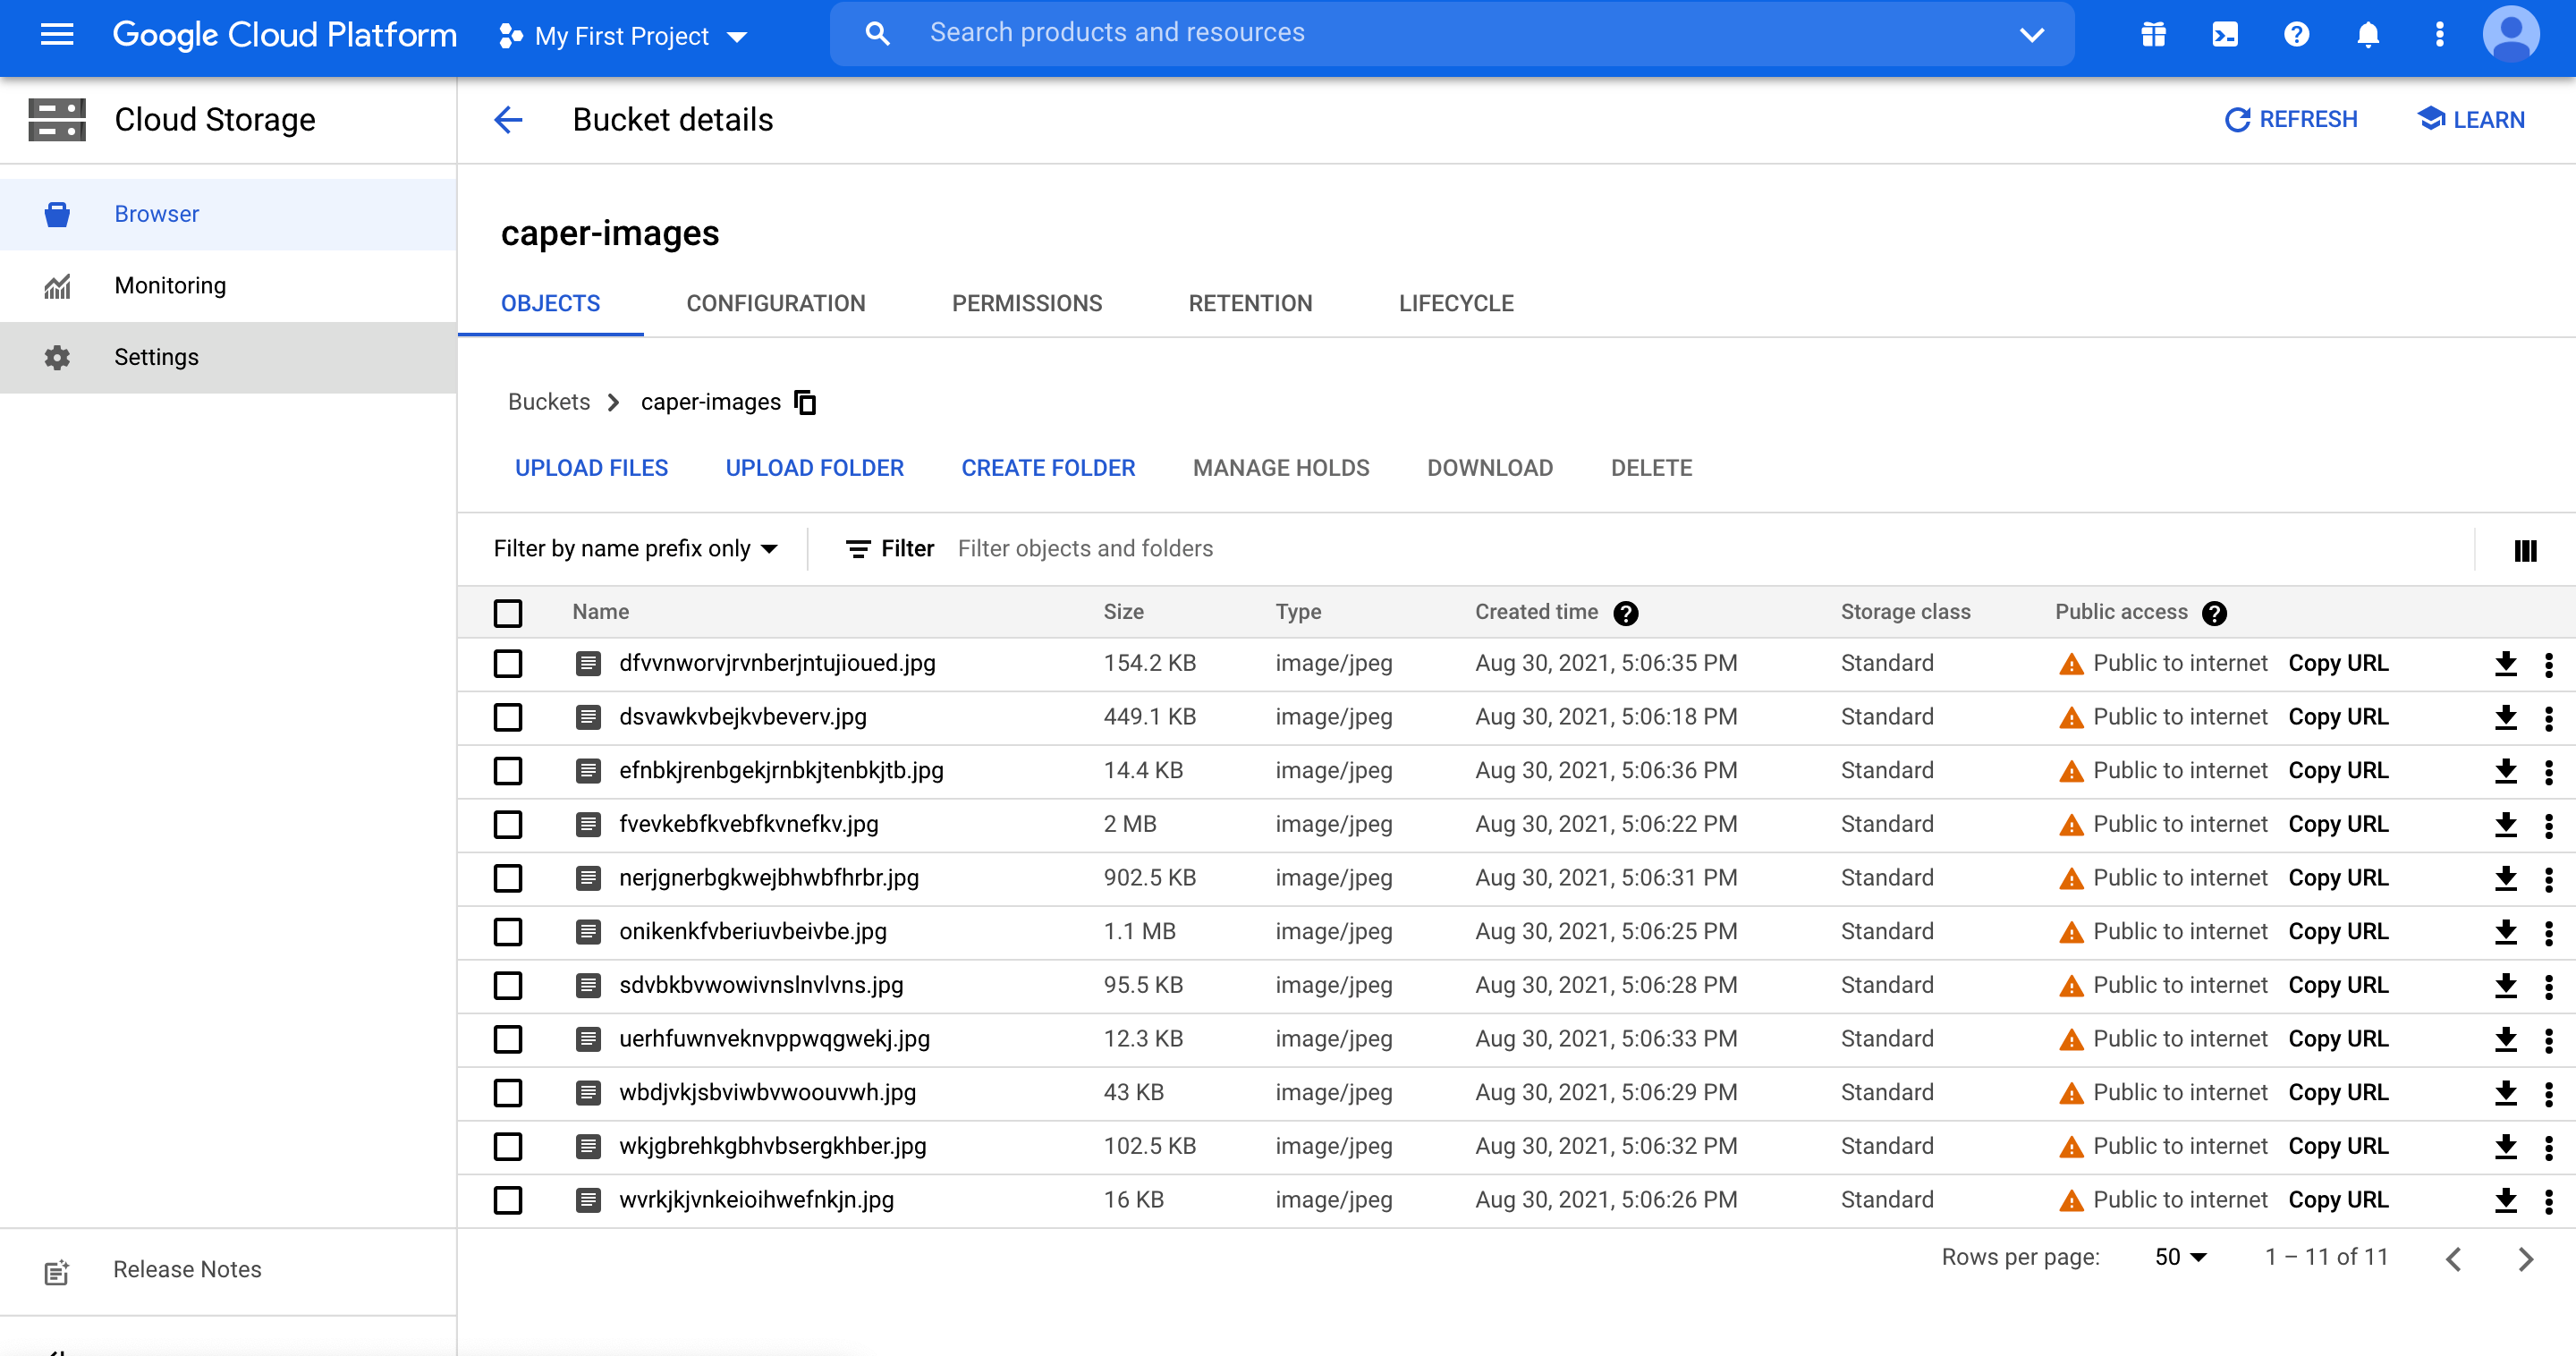 Google Cloud Platform My First Project Search products and resources
Cloud Storage
Bucket details
REFRESH LEARN
Browser
Monitoring
Settings
caper-images
OBJECTS CONFIGURATION PERMISSIONS RETENTION LIFECYCLE
Buckets caper-images
UPLOAD FILES UPLOAD FOLDER CREATE FOLDER MANAGE HOLDS DOWNLOAD DELETE
Filter by name prefix only Filter Filter objects and folders
Name Size Type Created time Storage class Public access
dfvvnworvjrvnberjntujioued.jpg 154.2 KB image/jpeg Aug 30, 2021, 5:06:35 PM Standard Public to internet Copy URL
dsvawkvbejkvbeverv.jpg 449.1 KB image/jpeg Aug 30, 2021, 5:06:18 PM Standard Public to internet Copy URL
efnbkjrenbgekjrnbkjtenbkjtb.jpg 14.4 KB image/jpeg Aug 30, 2021, 5:06:36 PM Standard Public to internet Copy URL
fvevkebfkvebfkvnefkv.jpg 2 MB image/jpeg Aug 30, 2021, 5:06:22 PM Standard Public to internet Copy URL
nerjgnerbgkwejbhwbfhrbr.jpg 902.5 KB image/jpeg Aug 30, 2021, 5:06:31 PM Standard Public to internet Copy URL
onikenkfvberiuvbeivbe.jpg 1.1 MB image/jpeg Aug 30, 2021, 5:06:25 PM Standard Public to internet Copy URL
sdvbkbvwowivnslnvlvns.jpg 95.5 KB image/jpeg Aug 30, 2021, 5:06:28 PM Standard Public to internet Copy URL
uerhfuwnveknvppwqgwekj.jpg 12.3 KB image/jpeg Aug 30, 2021, 5:06:33 PM Standard Public to internet Copy URL
wbdjvkjsbviwbvwoouvwh.jpg 43 KB image/jpeg Aug 30, 2021, 5:06:29 PM Standard Public to internet Copy URL
wkjgbrehkgbhvbsergkhber.jpg 102.5 KB image/jpeg Aug 30, 2021, 5:06:32 PM Standard Public to internet Copy URL
wvrkjkjvnkeioihwefnkjn.jpg 16 KB image/jpeg Aug 30, 2021, 5:06:26 PM Standard Public to internet Copy URL
Rows per page: 50 1 – 11 of 11
Release Notes